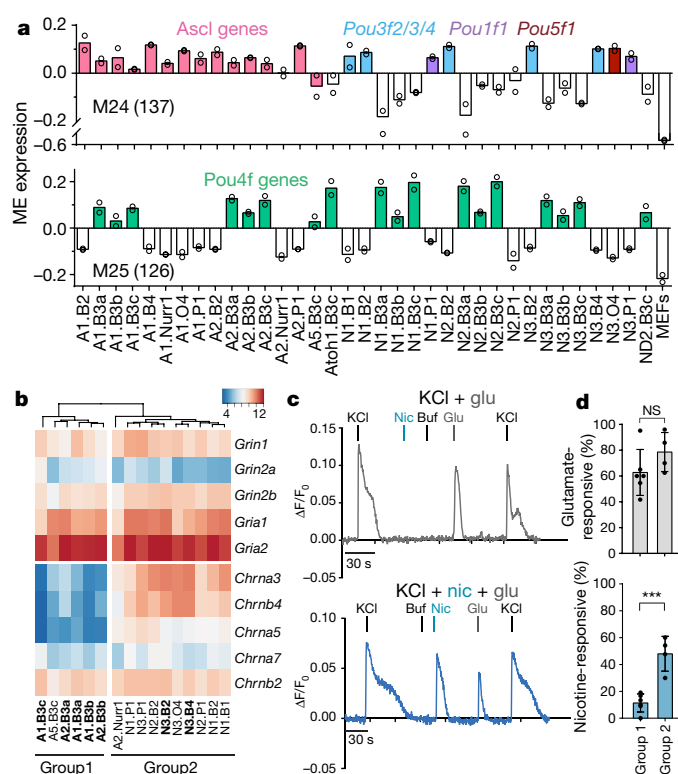 a
Ascl genes
Pou3f2/3/4
Pou1f1
Pou5f1
ME expression
0.2
0.0
−0.2
−0.6
M24 (137)
0.2
0.0
−0.2
Pou4f genes
M25 (126)
A1.B2
A1.B3a
A1.B3b
A1.B3c
A1.B4
A1.Nurr1
A1.O4
A1.P1
A2.B2
A2.B3a
A2.B3b
A2.B3c
A2.Nurr1
A2.P1
A5.B3c
Atoh1.B3c
N1.B1
N1.B2
N1.B3a
N1.B3b
N1.B3c
N1.P1
N2.B2
N2.B3a
N2.B3b
N2.B3c
N2.P1
N3.B2
N3.B3a
N3.B3b
N3.B3c
N3.B4
N3.O4
N3.P1
ND2.B3c
MEFs
b
4 12
Grin1
Grin2a
Grin2b
Gria1
Gria2
Chrna3
Chrnb4
Chrna5
Chrna7
Chrnb2
A1.B3c
A5.B3c
A2.B3a
A1.B3a
A1.B3b
A2.B3b
A2.Nurr1
N1.P1
N3.P1
N2.B2
N3.B2
N3.O4
N3.B4
N2.P1
N1.B2
N1.B1
Group1
Group2
c
KCl + glu
KCl Nic Buf Glu KCl
ΔF/F0
0.15
0.10
0.05
0.00
−0.05
30 s
KCl + nic + glu
KCl Buf Nic Glu KCl
ΔF/F0
0.10
0.05
0.00
−0.05
30 s
d
NS
Glutamate-
responsive (%)
100
80
60
40
20
0
***
Nicotine-responsive (%)
100
80
60
40
20
0
Group 1
Group 2